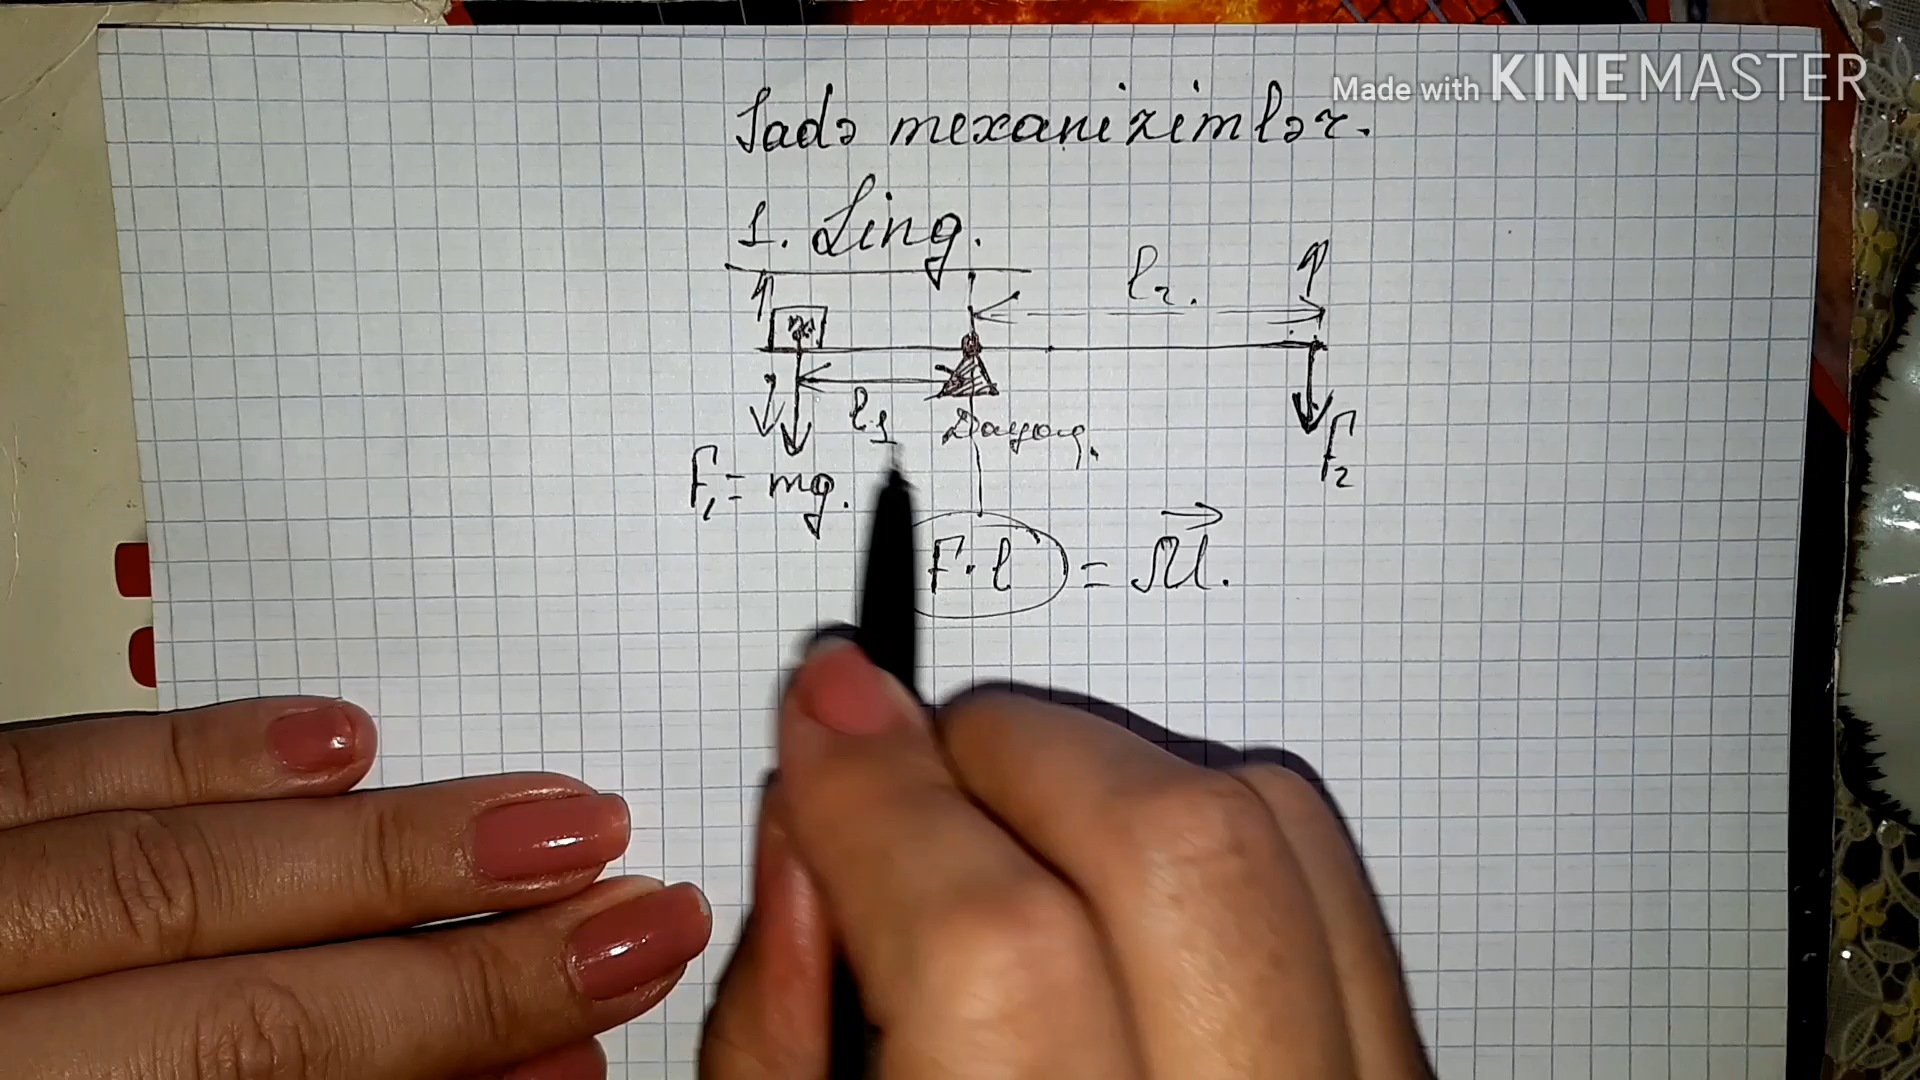 Made with KINEMASTER
Sadə mexanizimlər.
1. Ling.
l₂.
m
l₁
Dayaq.
F₁ = mg.
F₂
F·l = M.